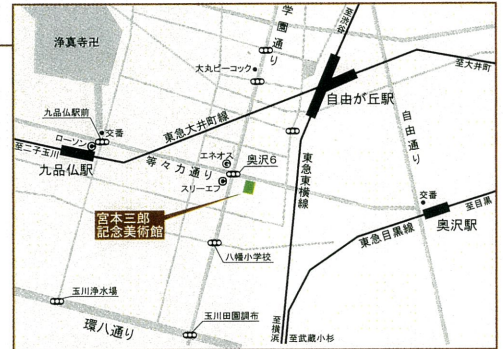 浄真寺卍
学園通り
至渋谷
大丸ピーコック
至大井町
自由が丘駅
九品仏駅前
交番
ローソン
至二子玉川
九品仏駅
東急大井町線
等々力通り
エネオス
奥沢6
スリーエフ
東急東横線
自由通り
交番
至目黒
奥沢駅
東急目黒線
宮本三郎
記念美術館
八幡小学校
玉川浄水場
玉川田園調布
環八通り
至横浜
至武蔵小杉